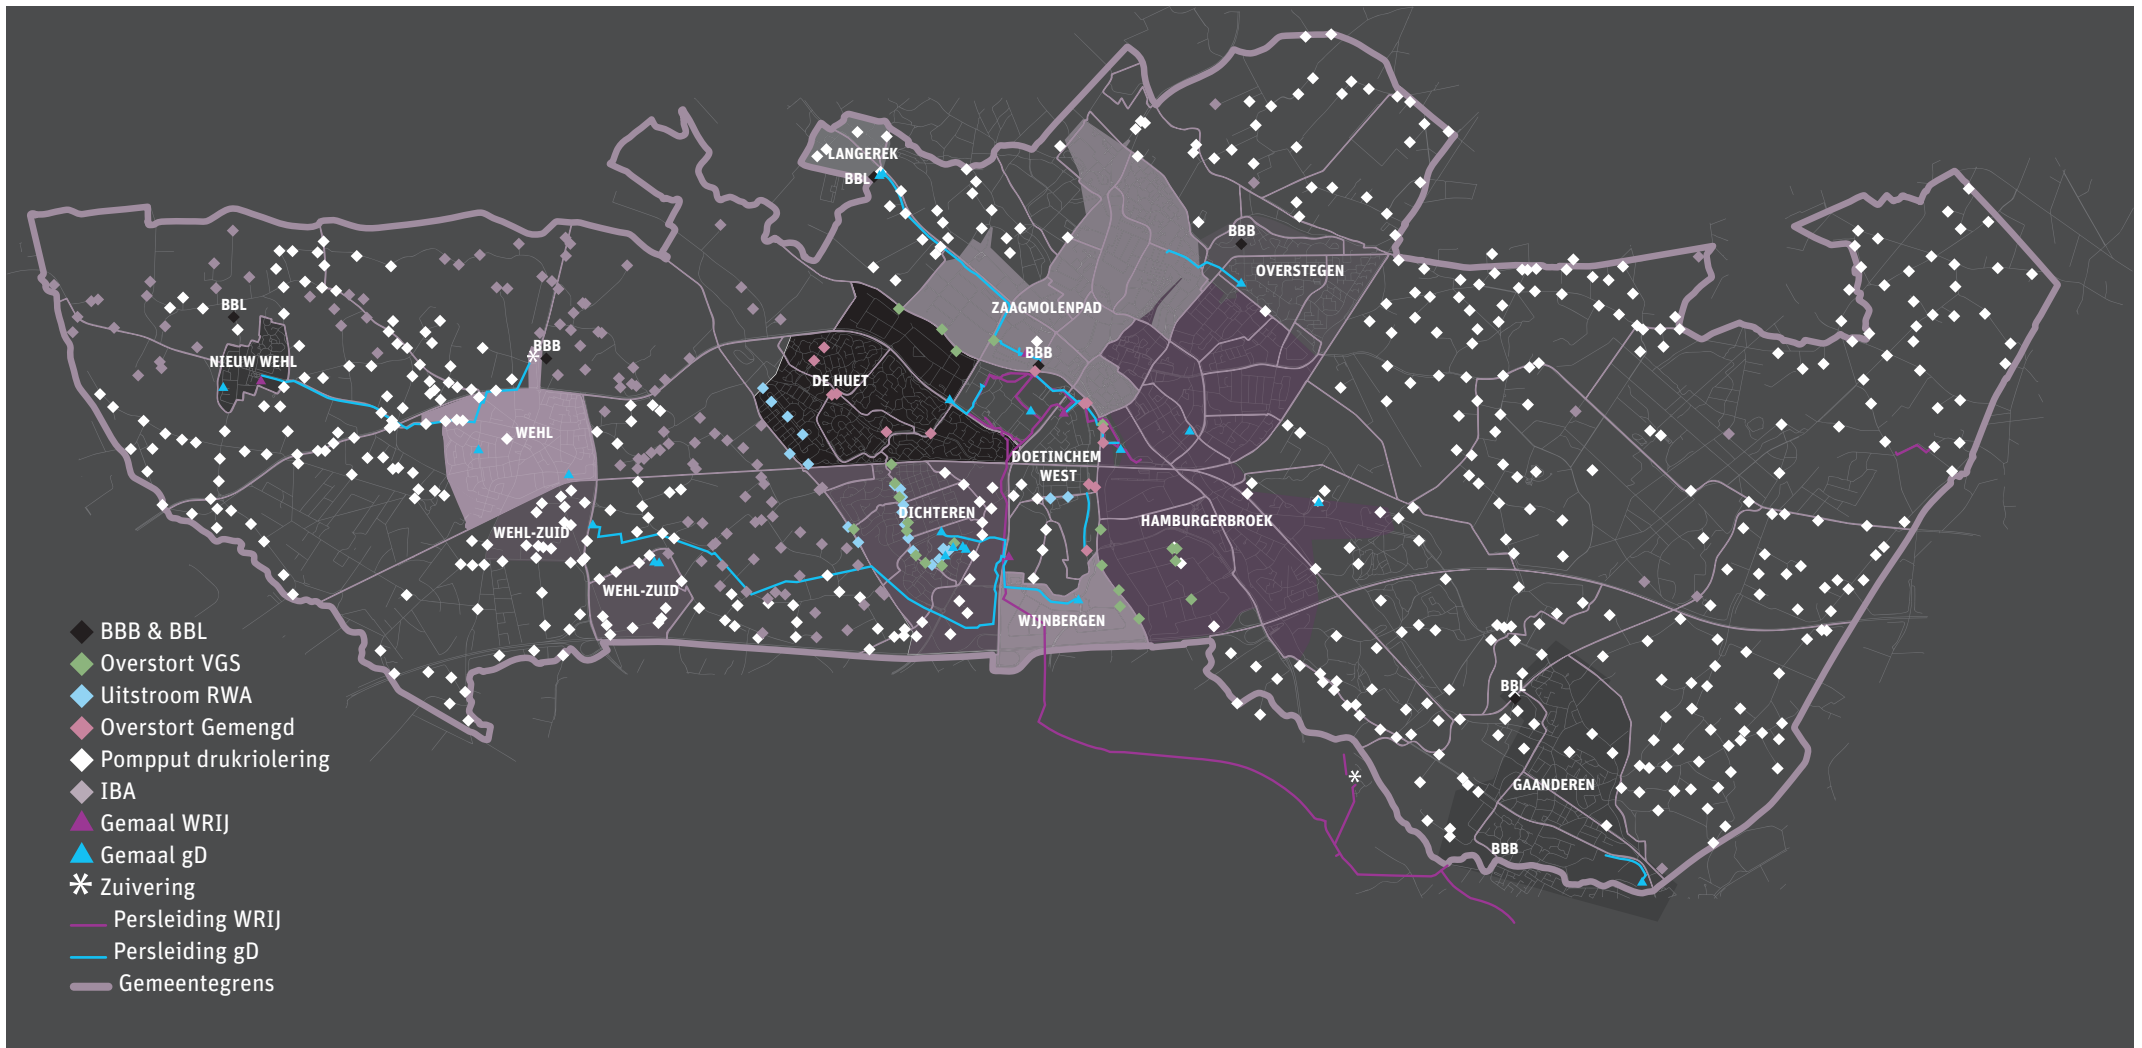 LANGEREK
BBL
BBB
OVERSTEGEN
BBL
ZAAGMOLENPAD
BBB
BBB
NIEUW WEHL
DE HUET
WEHL
DOETINCHEM
WEST
DICHTEREN
HAMBURGERBROEK
WEHL-ZUID
WEHL-ZUID
WIJNBERGEN
BBL
GAANDEREN
BBB
BBB & BBL
Overstort VGS
Uitstroom RWA
Overstort Gemengd
Pompput drukriolering
IBA
Gemaal WRIJ
Gemaal gD
Zuivering
Persleiding WRIJ
Persleiding gD
Gemeentegrens